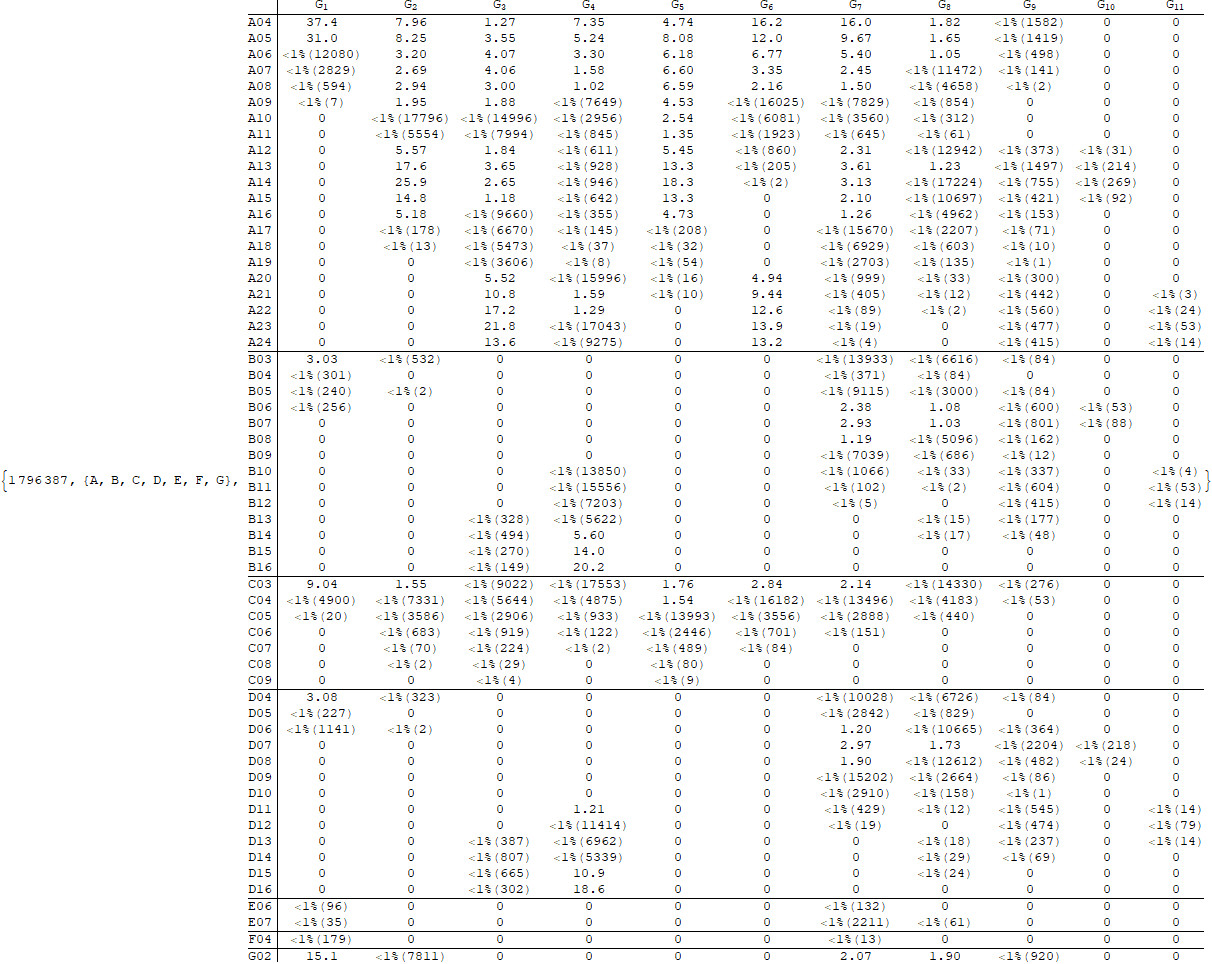 G₁ G₂ G₃ G₄ G₅ G₆ G₇ G₈ G₉ G₁₀ G₁₁
A04 37.4 7.96 1.27 7.35 4.74 16.2 16.0 1.82 <1%(1582) 0 0
A05 31.0 8.25 3.55 5.24 8.08 12.0 9.67 1.65 <1%(1419) 0 0
A06 <1%(12080) 3.20 4.07 3.30 6.18 6.77 5.40 1.05 <1%(498) 0 0
A07 <1%(2829) 2.69 4.06 1.58 6.60 3.35 2.45 <1%(11472) <1%(141) 0 0
A08 <1%(594) 2.94 3.00 1.02 6.59 2.16 1.50 <1%(4658) <1%(2) 0 0
A09 <1%(7) 1.95 1.88 <1%(7649) 4.53 <1%(16025) <1%(7829) <1%(854) 0 0 0
A10 0 <1%(17796) <1%(14996) <1%(2956) 2.54 <1%(6081) <1%(3560) <1%(312) 0 0 0
A11 0 <1%(5554) <1%(7994) <1%(845) 1.35 <1%(1923) <1%(645) <1%(61) 0 0 0
A12 0 5.57 1.84 <1%(611) 5.45 <1%(860) 2.31 <1%(12942) <1%(373) <1%(31) 0
A13 0 17.6 3.65 <1%(928) 13.3 <1%(205) 3.61 1.23 <1%(1497) <1%(214) 0
A14 0 25.9 2.65 <1%(946) 18.3 <1%(2) 3.13 <1%(17224) <1%(755) <1%(269) 0
A15 0 14.8 1.18 <1%(642) 13.3 0 2.10 <1%(10697) <1%(421) <1%(92) 0
A16 0 5.18 <1%(9660) <1%(355) 4.73 0 1.26 <1%(4962) <1%(153) 0 0
A17 0 <1%(178) <1%(6670) <1%(145) <1%(208) 0 <1%(15670) <1%(2207) <1%(71) 0 0
A18 0 <1%(13) <1%(5473) <1%(37) <1%(32) 0 <1%(6929) <1%(603) <1%(10) 0 0
A19 0 0 <1%(3606) <1%(8) <1%(54) 0 <1%(2703) <1%(135) <1%(1) 0 0
A20 0 0 5.52 <1%(15996) <1%(16) 4.94 <1%(999) <1%(33) <1%(300) 0 0
A21 0 0 10.8 1.59 <1%(10) 9.44 <1%(405) <1%(12) <1%(442) 0 <1%(3)
A22 0 0 17.2 1.29 0 12.6 <1%(89) <1%(2) <1%(560) 0 <1%(24)
A23 0 0 21.8 <1%(17043) 0 13.9 <1%(19) 0 <1%(477) 0 <1%(53)
A24 0 0 13.6 <1%(9275) 0 13.2 <1%(4) 0 <1%(415) 0 <1%(14)
B03 3.03 <1%(532) 0 0 0 0 <1%(13933) <1%(6616) <1%(84) 0 0
B04 <1%(301) 0 0 0 0 0 <1%(371) <1%(84) 0 0 0
B05 <1%(240) <1%(2) 0 0 0 0 <1%(9115) <1%(3000) <1%(84) 0 0
B06 <1%(256) 0 0 0 0 0 2.38 1.08 <1%(600) <1%(53) 0
B07 0 0 0 0 0 0 2.93 1.03 <1%(801) <1%(88) 0
B08 0 0 0 0 0 0 1.19 <1%(5096) <1%(162) 0 0
B09 0 0 0 0 0 0 <1%(7039) <1%(686) <1%(12) 0 0
{1796387, {A, B, C, D, E, F, G}, B10 0 0 0 <1%(13850) 0 0 <1%(1066) <1%(33) <1%(337) 0 <1%(4) }
B11 0 0 0 <1%(15556) 0 0 <1%(102) <1%(2) <1%(604) 0 <1%(53)
B12 0 0 0 <1%(7203) 0 0 <1%(5) 0 <1%(415) 0 <1%(14)
B13 0 0 <1%(328) <1%(5622) 0 0 0 <1%(15) <1%(177) 0 0
B14 0 0 <1%(494) 5.60 0 0 0 <1%(17) <1%(48) 0 0
B15 0 0 <1%(270) 14.0 0 0 0 0 0 0 0
B16 0 0 <1%(149) 20.2 0 0 0 0 0 0 0
C03 9.04 1.55 <1%(9022) <1%(17553) 1.76 2.84 2.14 <1%(14330) <1%(276) 0 0
C04 <1%(4900) <1%(7331) <1%(5644) <1%(4875) 1.54 <1%(16182) <1%(13496) <1%(4183) <1%(53) 0 0
C05 <1%(20) <1%(3586) <1%(2906) <1%(933) <1%(13993) <1%(3556) <1%(2888) <1%(440) 0 0 0
C06 0 <1%(683) <1%(919) <1%(122) <1%(2446) <1%(701) <1%(151) 0 0 0 0
C07 0 <1%(70) <1%(224) <1%(2) <1%(489) <1%(84) 0 0 0 0 0
C08 0 <1%(2) <1%(29) 0 <1%(80) 0 0 0 0 0 0
C09 0 0 <1%(4) 0 <1%(9) 0 0 0 0 0 0
D04 3.08 <1%(323) 0 0 0 0 <1%(10028) <1%(6726) <1%(84) 0 0
D05 <1%(227) 0 0 0 0 0 <1%(2842) <1%(829) 0 0 0
D06 <1%(1141) <1%(2) 0 0 0 0 1.20 <1%(10665) <1%(364) 0 0
D07 0 0 0 0 0 0 2.97 1.73 <1%(2204) <1%(218) 0
D08 0 0 0 0 0 0 1.90 <1%(12612) <1%(482) <1%(24) 0
D09 0 0 0 0 0 0 <1%(15202) <1%(2664) <1%(86) 0 0
D10 0 0 0 0 0 0 <1%(2910) <1%(158) <1%(1) 0 0
D11 0 0 0 1.21 0 0 <1%(429) <1%(12) <1%(545) 0 <1%(14)
D12 0 0 0 <1%(11414) 0 0 <1%(19) 0 <1%(474) 0 <1%(79)
D13 0 0 <1%(387) <1%(6962) 0 0 0 <1%(18) <1%(237) 0 <1%(14)
D14 0 0 <1%(807) <1%(5339) 0 0 0 <1%(29) <1%(69) 0 0
D15 0 0 <1%(665) 10.9 0 0 0 <1%(24) 0 0 0
D16 0 0 <1%(302) 18.6 0 0 0 0 0 0 0
E06 <1%(96) 0 0 0 0 0 <1%(132) 0 0 0 0
E07 <1%(35) 0 0 0 0 0 <1%(2211) <1%(61) 0 0 0
F04 <1%(179) 0 0 0 0 0 <1%(13) 0 0 0 0
G02 15.1 <1%(7811) 0 0 0 0 2.07 1.90 <1%(920) 0 0